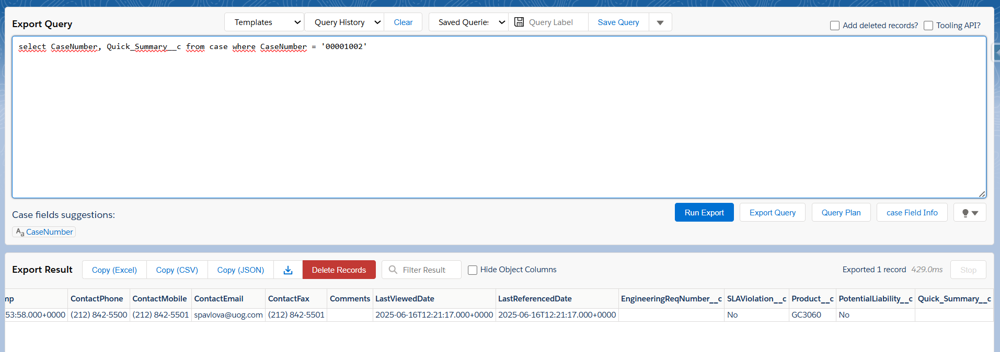 Export Query
Templates
Query History
Clear
Saved Queries
Query Label
Save Query
Add deleted records?
Tooling API?
select CaseNumber, Quick_Summary__c from case where CaseNumber = '00001002'
Case fields suggestions:
Run Export
Export Query
Query Plan
case Field Info
Aa CaseNumber
Export Result
Copy (Excel)
Copy (CSV)
Copy (JSON)
Delete Records
Filter Result
Hide Object Columns
Exported 1 record 429.0ms
Stop
mp ContactPhone ContactMobile ContactEmail ContactFax Comments LastViewedDate LastReferencedDate EngineeringReqNumber__c SLAViolation__c Product__c PotentialLiability__c Quick_Summary__c
53:58.000+0000 (212) 842-5500 (212) 842-5501 spavlova@uog.com (212) 842-5501 2025-06-16T12:21:17.000+0000 2025-06-16T12:21:17.000+0000 No GC3060 No